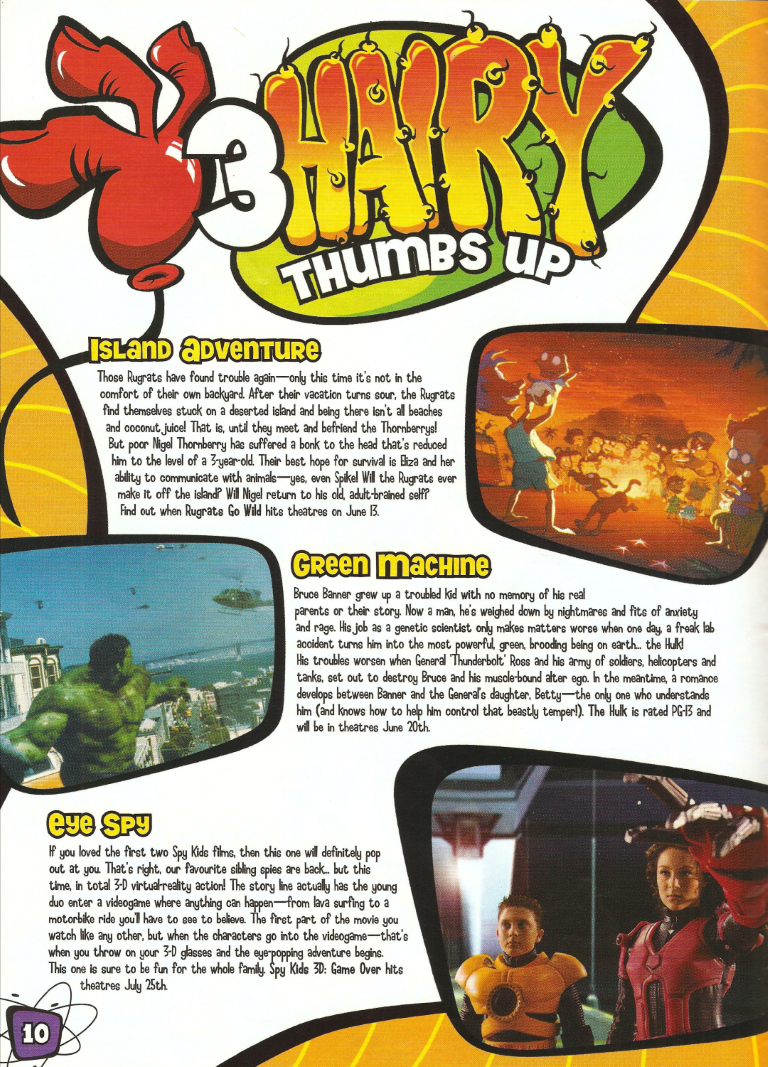 3 HAIRY
THUMBS UP
Island Adventure
Those Rugrats have found trouble again—only this time it's not in the
comfort of their own backyard. After their vacation turns sour, the Rugrats
find themselves stuck on a deserted island and being there isn't all beaches
and coconut juice! That is, until they meet and befriend the Thornberrys!
But poor Nigel Thornberry has suffered a bonk to the head that's reduced
him to the level of a 3-year-old. Their best hope for survival is Eliza and her
ability to communicate with animals—yes, even Spike! Will the Rugrats ever
make it off the island? Will Nigel return to his old, adult-brained self?
Find out when Rugrats Go Wild hits theatres on June 13.
Green Machine
Bruce Banner grew up a troubled kid with no memory of his real
parents or their story. Now a man, he's weighed down by nightmares and fits of anxiety
and rage. His job as a genetic scientist only makes matters worse when one day, a freak lab
accident turns him into the most powerful, green, brooding being on earth... the Hulk!
His troubles worsen when General 'Thunderbolt' Ross and his army of soldiers, helicopters and
tanks, set out to destroy Bruce and his muscle-bound alter ego. In the meantime, a romance
develops between Banner and the General's daughter, Betty—the only one who understands
him (and knows how to help him control that beastly temper!). The Hulk is rated PG-13 and
will be in theatres June 20th.
Eye Spy
If you loved the first two Spy Kids films, then this one will definitely pop
out at you. That's right, our favourite sibling spies are back... but this
time, in total 3-D virtual-reality action! The story line actually has the young
duo enter a videogame where anything can happen—from lava surfing to a
motorbike ride you'll have to see to believe. The first part of the movie you
watch like any other, but when the characters go into the videogame—that's
when you throw on your 3-D glasses and the eye-popping adventure begins.
This one is sure to be fun for the whole family. Spy Kids 3D: Game Over hits
theatres July 25th.
10